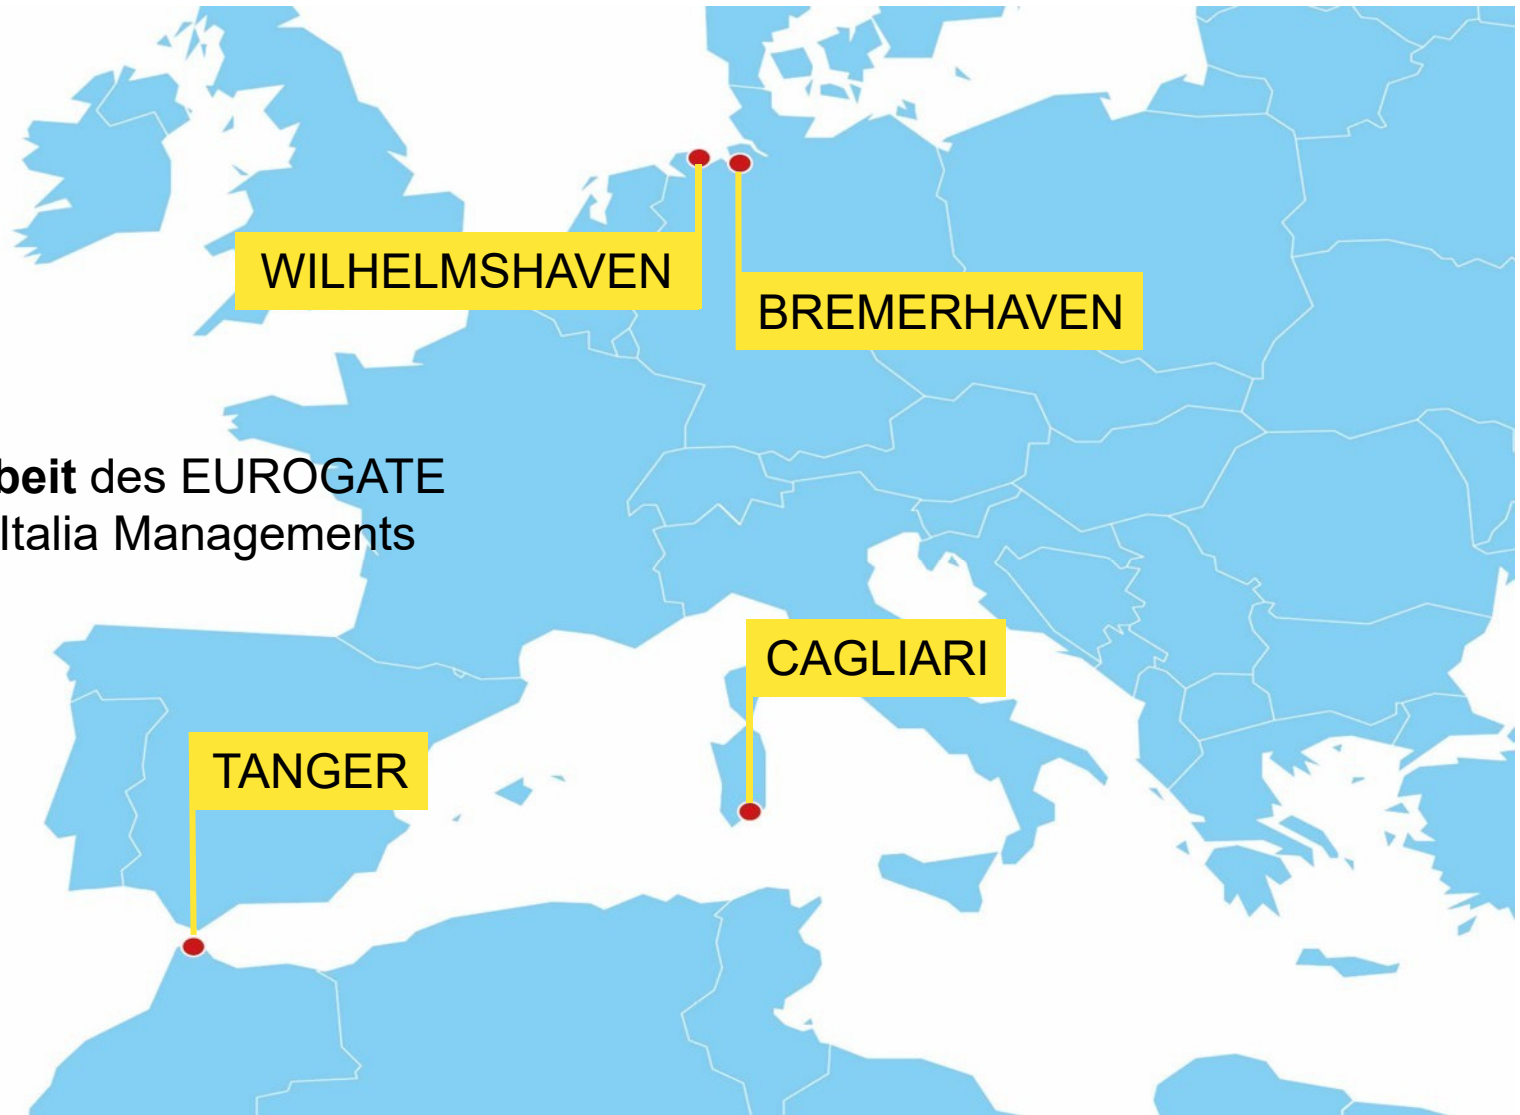 WILHELMSHAVEN
BREMERHAVEN
beit des EUROGATE
Italia Managements
CAGLIARI
TANGER